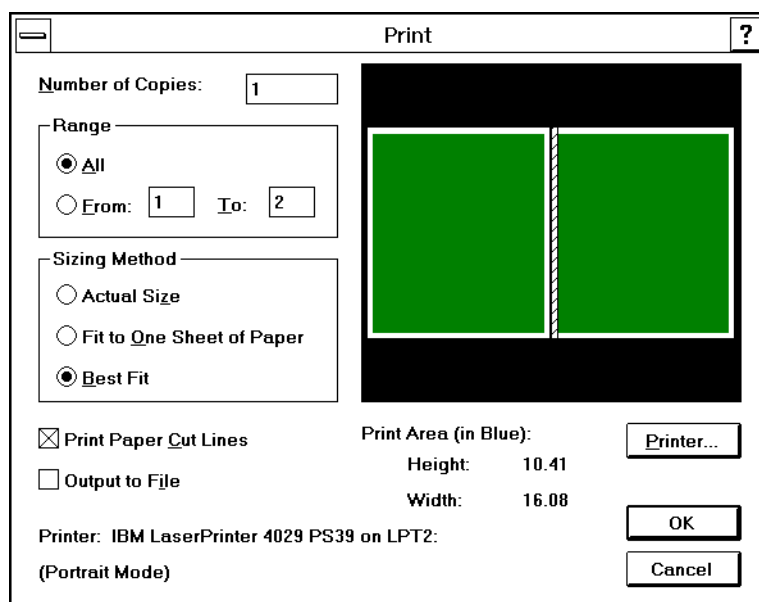 Print
?
Number of Copies: 1
Range
All
From: 1 To: 2
Sizing Method
Actual Size
Fit to One Sheet of Paper
Best Fit
Print Paper Cut Lines
Output to File
Print Area (in Blue):
Height: 10.41
Width: 16.08
Printer...
Printer: IBM LaserPrinter 4029 PS39 on LPT2:
(Portrait Mode)
OK
Cancel